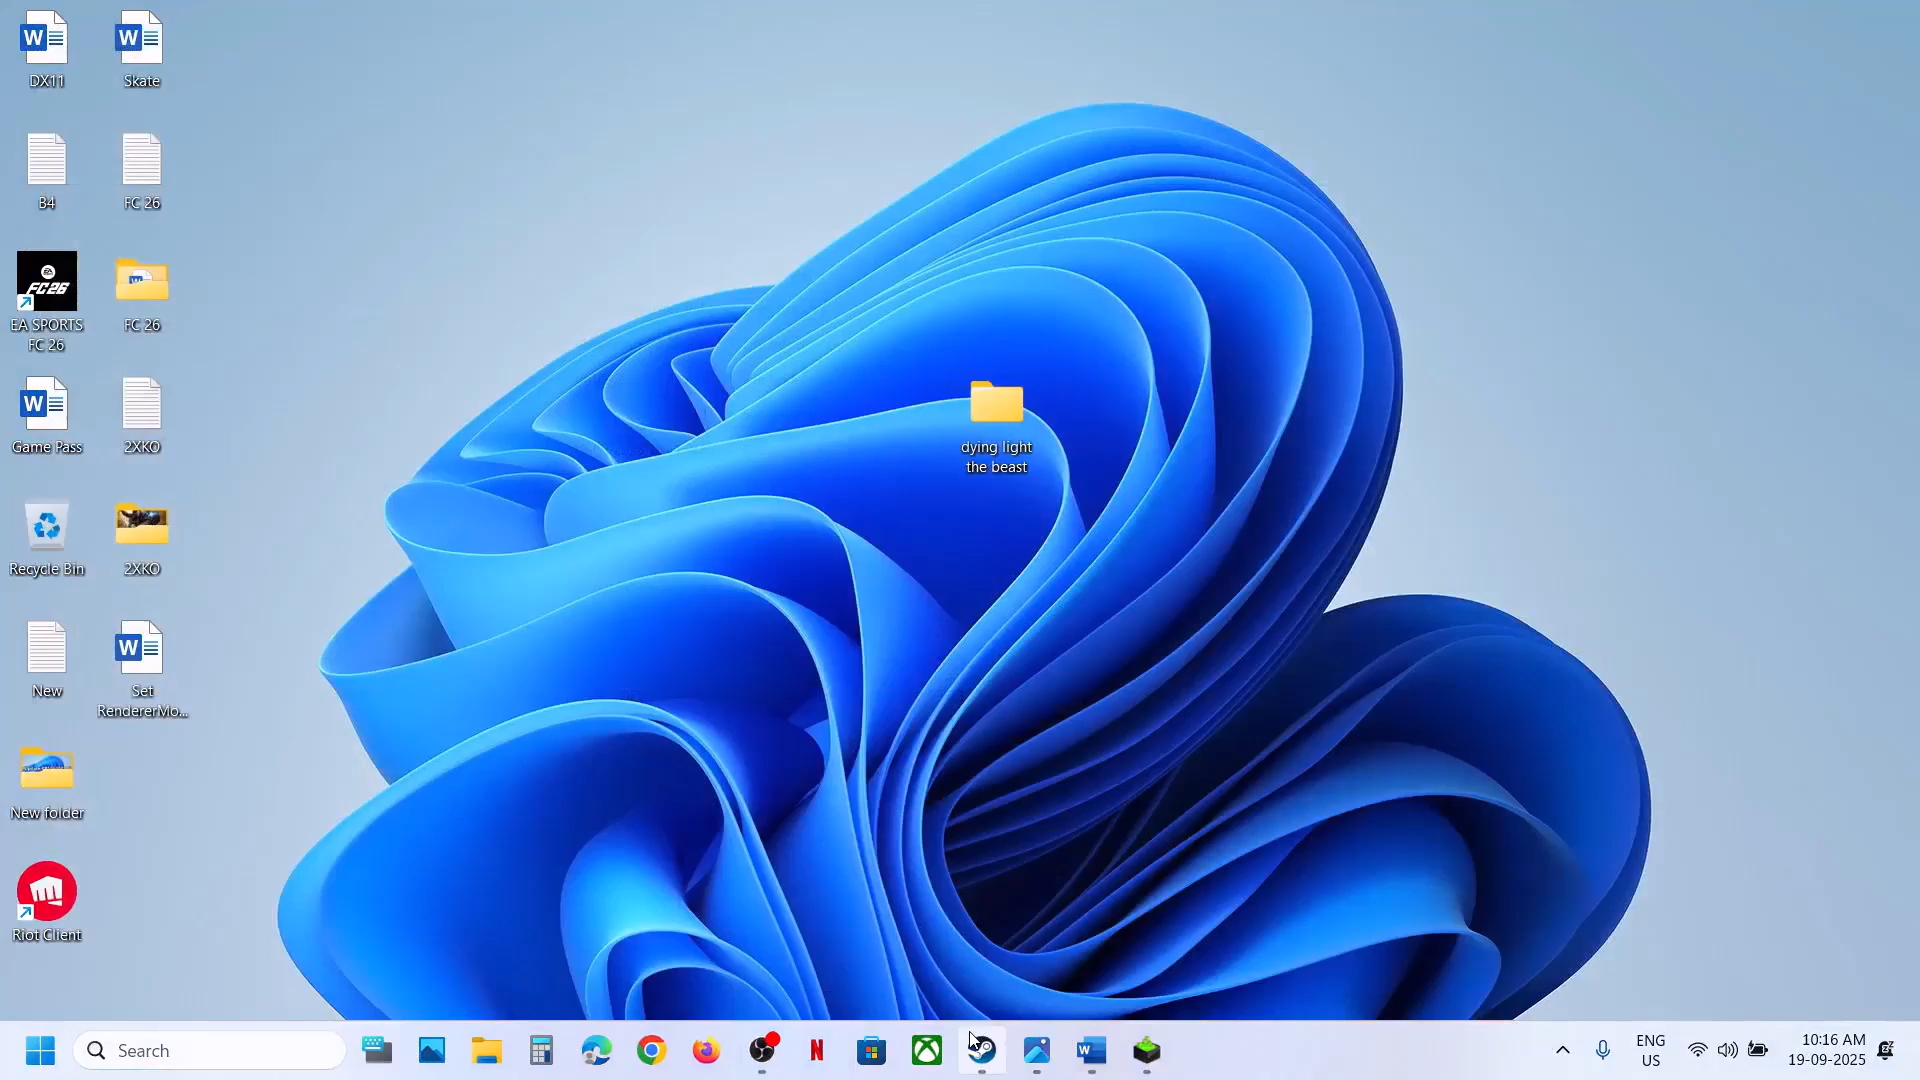 DX11
Skate
B4
FC 26
EA SPORTS
FC 26
FC 26
Game Pass
2XKO
Recycle Bin
2XKO
New
Set
RendererMo...
New folder
Riot Client
dying light
the beast
Search
ENG
US
10:16 AM
19-09-2025